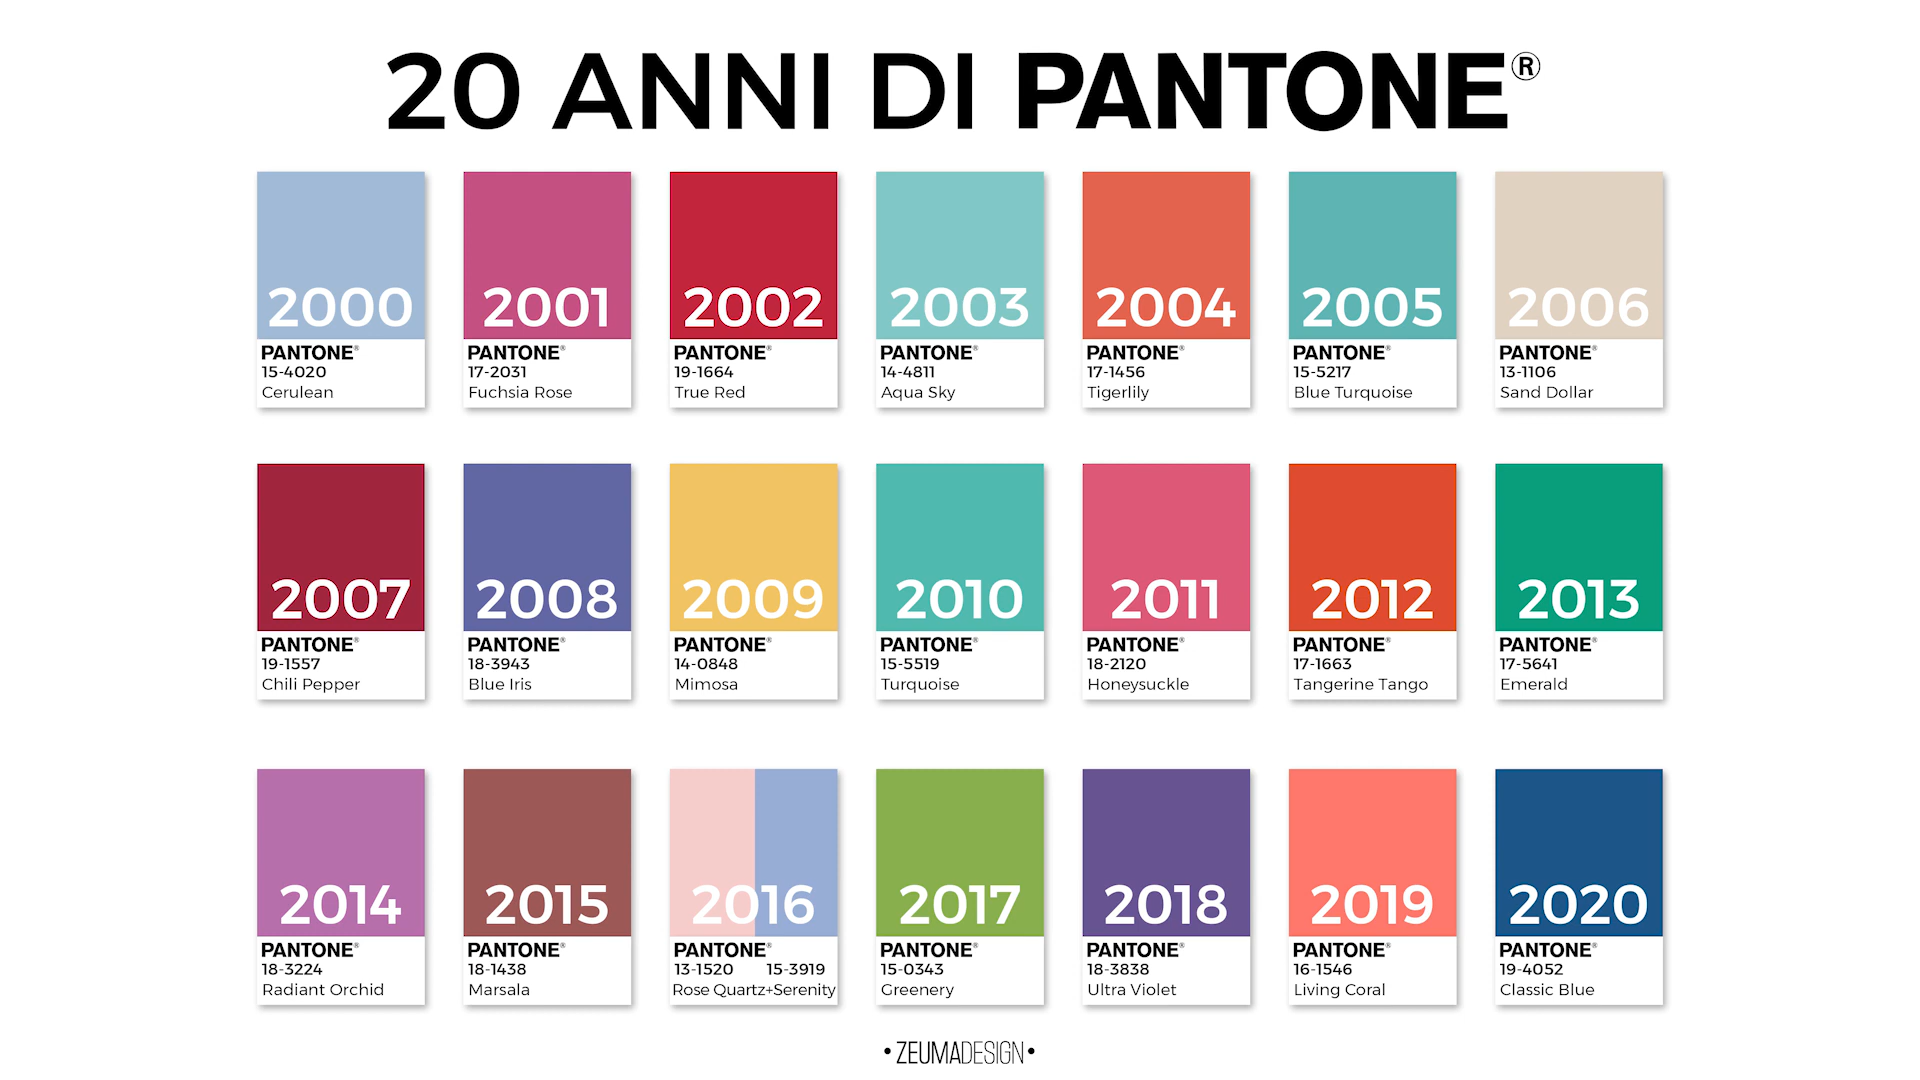 20 ANNI DI PANTONE®
2000
PANTONE®
15-4020
Cerulean
2001
PANTONE®
17-2031
Fuchsia Rose
2002
PANTONE®
19-1664
True Red
2003
PANTONE®
14-4811
Aqua Sky
2004
PANTONE®
17-1456
Tigerlily
2005
PANTONE®
15-5217
Blue Turquoise
2006
PANTONE®
13-1106
Sand Dollar
2007
PANTONE®
19-1557
Chili Pepper
2008
PANTONE®
18-3943
Blue Iris
2009
PANTONE®
14-0848
Mimosa
2010
PANTONE®
15-5519
Turquoise
2011
PANTONE®
18-2120
Honeysuckle
2012
PANTONE®
17-1663
Tangerine Tango
2013
PANTONE®
17-5641
Emerald
2014
PANTONE®
18-3224
Radiant Orchid
2015
PANTONE®
18-1438
Marsala
2016
PANTONE®
13-1520 15-3919
Rose Quartz+Serenity
2017
PANTONE®
15-0343
Greenery
2018
PANTONE®
18-3838
Ultra Violet
2019
PANTONE®
16-1546
Living Coral
2020
PANTONE®
19-4052
Classic Blue
•ZEUMADESIGN•